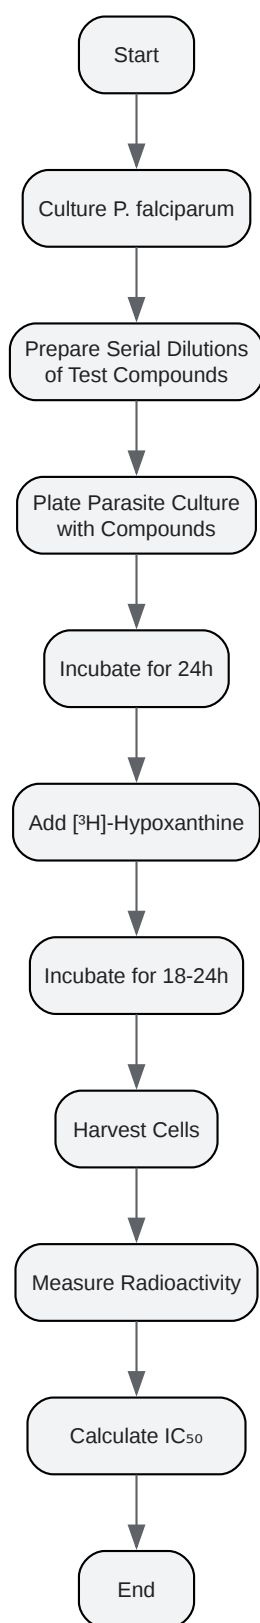 Start
Culture P. falciparum
Prepare Serial Dilutions
of Test Compounds
Plate Parasite Culture
with Compounds
Incubate for 24h
Add [³H]-Hypoxanthine
Incubate for 18-24h
Harvest Cells
Measure Radioactivity
Calculate IC₅₀
End